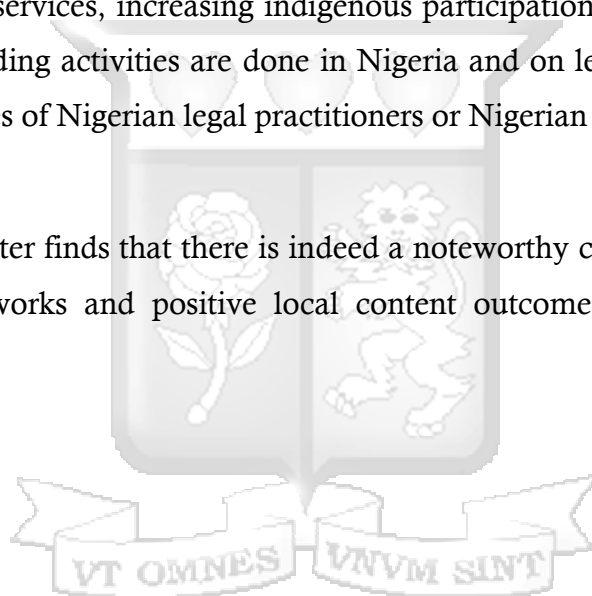 services, increasing indigenous participation
ding activities are done in Nigeria and on le
s of Nigerian legal practitioners or Nigerian
ter finds that there is indeed a noteworthy c
works and positive local content outcome
VT OMNES VNVM SINT